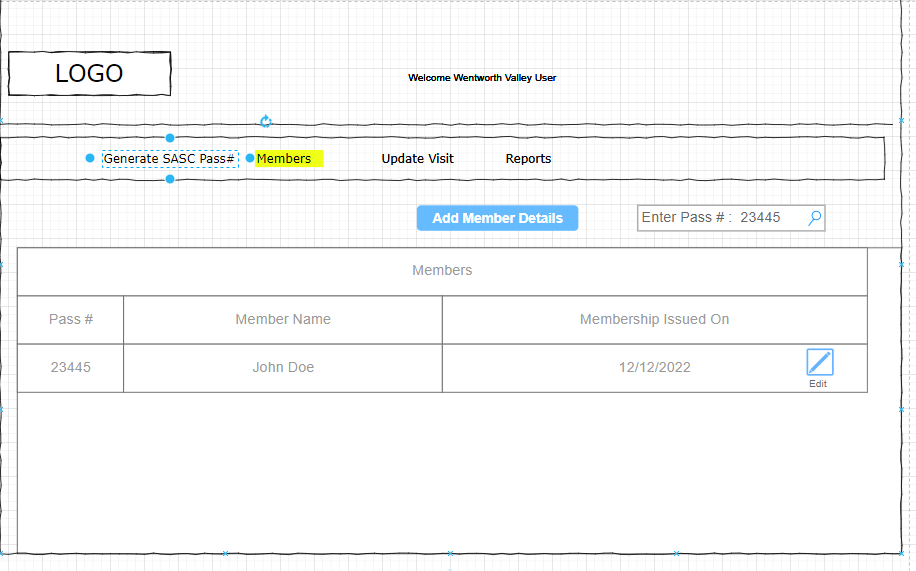 LOGO
Welcome Wentworth Valley User
Generate SASC Pass# Members Update Visit Reports
Add Member Details Enter Pass # : 23445
Members
Pass # Member Name Membership Issued On
23445 John Doe 12/12/2022
Edit